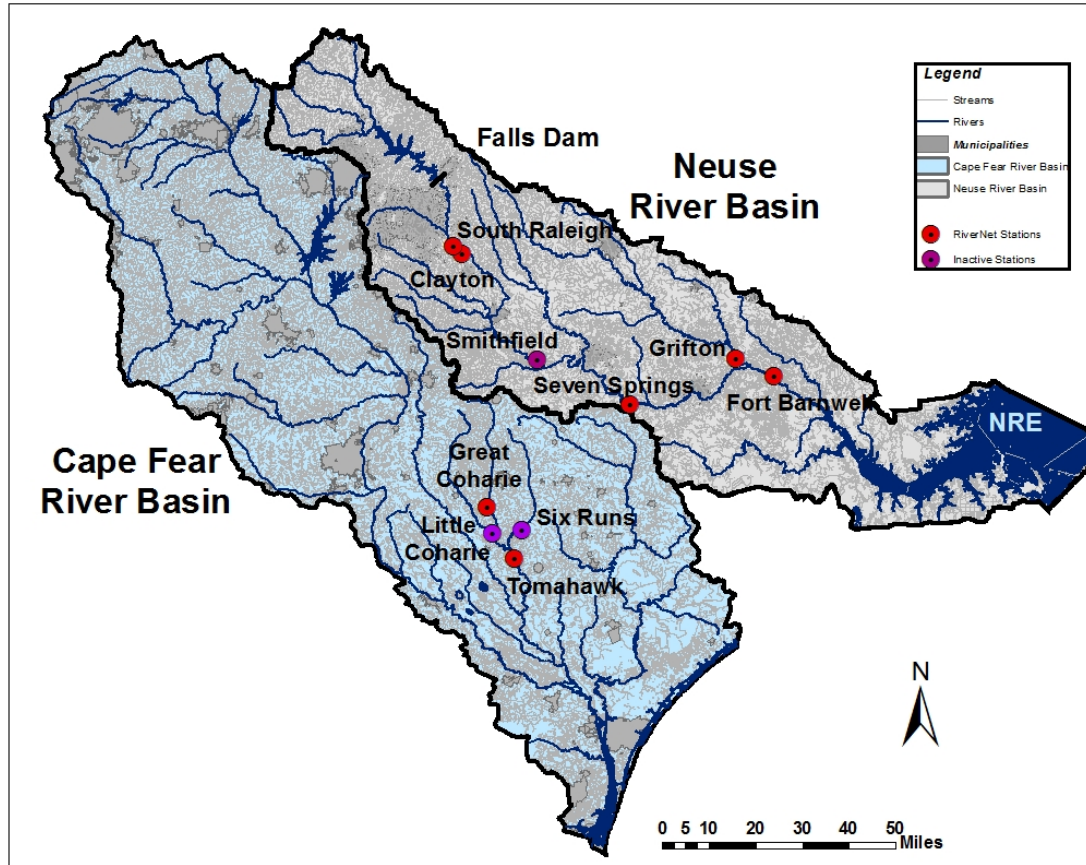 Legend
Streams
Rivers
Municipalities
Cape Fear River Basin
Neuse River Basin
RiverNet Stations
Inactive Stations
Falls Dam
Neuse
River Basin
South Raleigh
Clayton
Smithfield
Grifton
Seven Springs
Fort Barnwell
NRE
Cape Fear
River Basin
Great
Coharie
Little
Coharie
Six Runs
Tomahawk
N
0 5 10 20 30 40 50
Miles